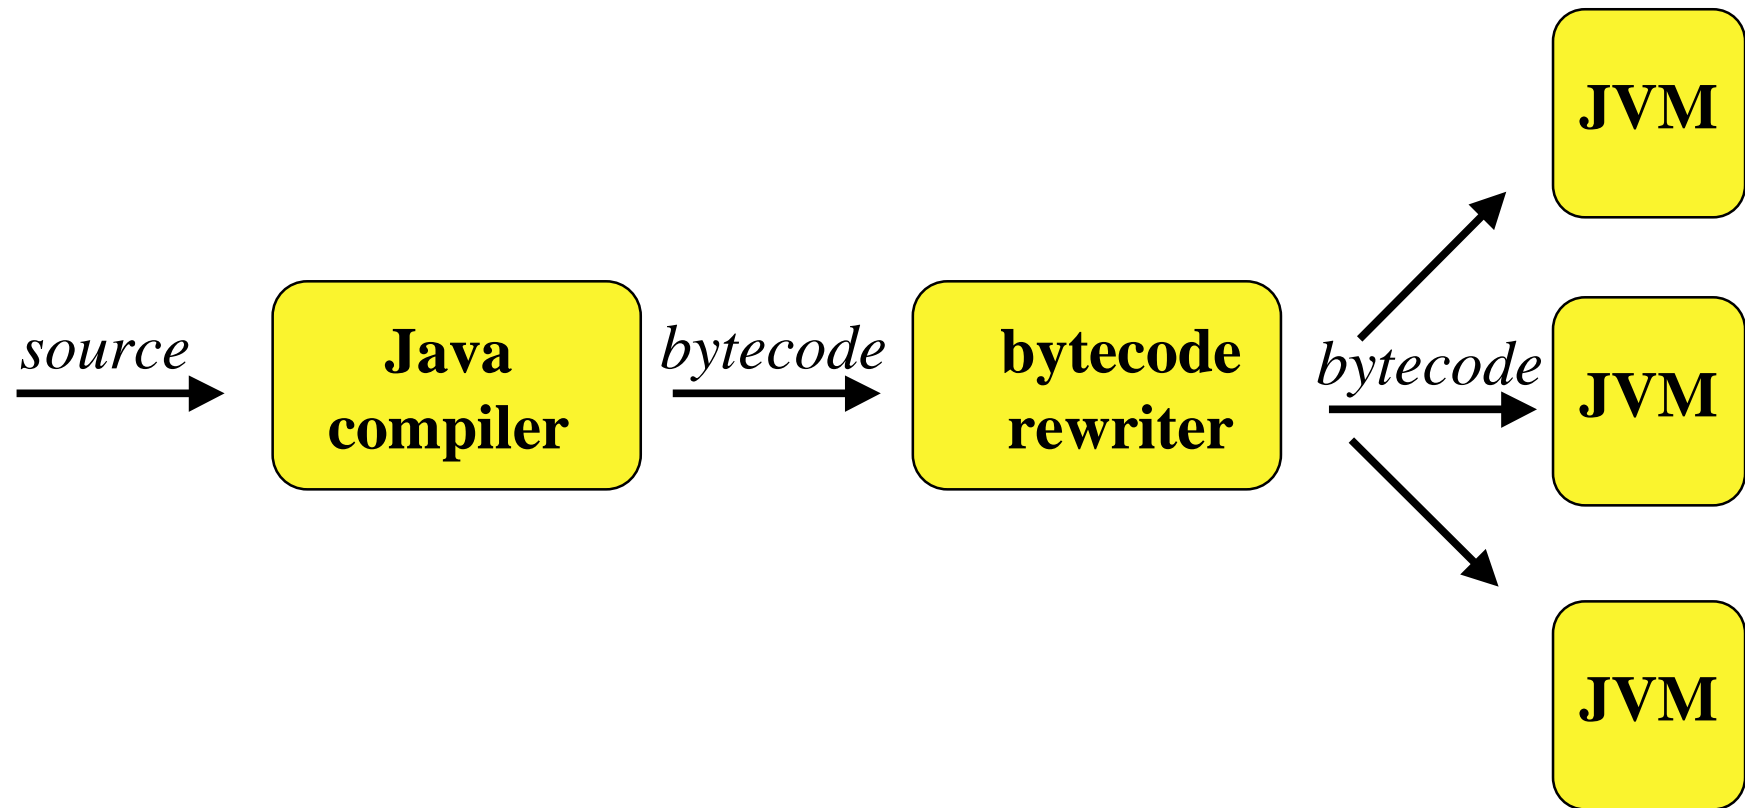 source
Java
compiler
bytecode
bytecode
rewriter
bytecode
JVM
JVM
JVM